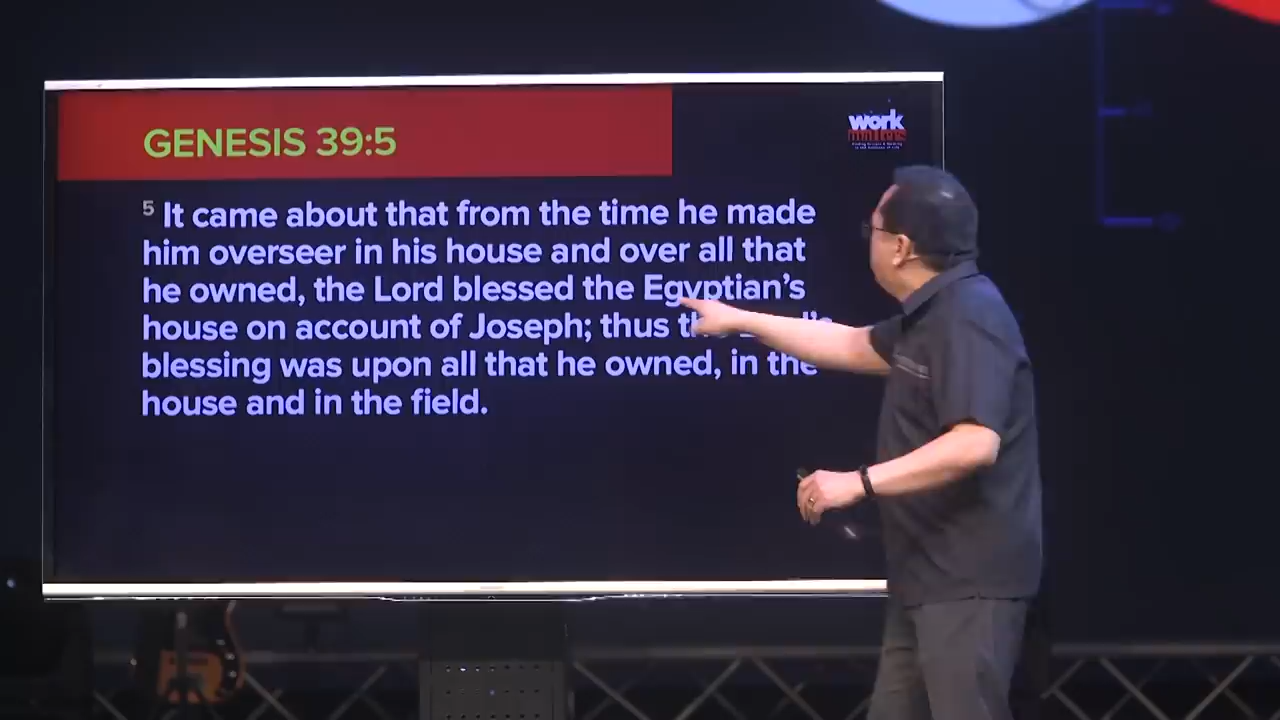 GENESIS 39:5
work
5 It came about that from the time he made
him overseer in his house and over all that
he owned, the Lord blessed the Egyptian's
house on account of Joseph; thus
blessing was upon all that he owned, in the
house and in the field.